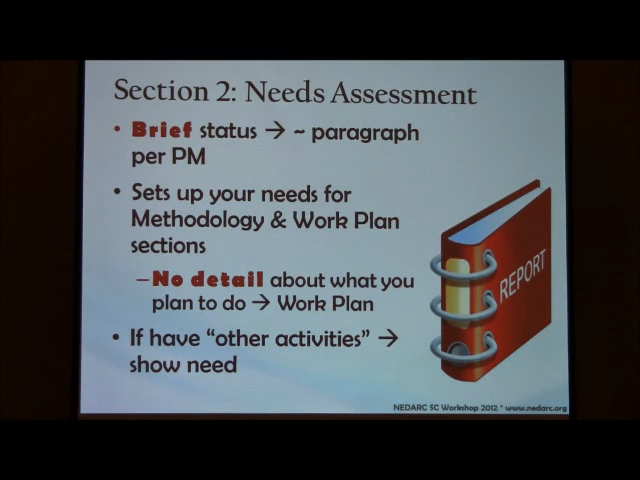 Section 2: Needs Assessment
• Brief status → ~ paragraph
per PM
• Sets up your needs for
Methodology & Work Plan
sections
–No detail about what you
plan to do → Work Plan
• If have “other activities” →
show need
REPORT
NEDARC SC Workshop 2012 * www.nedarc.org